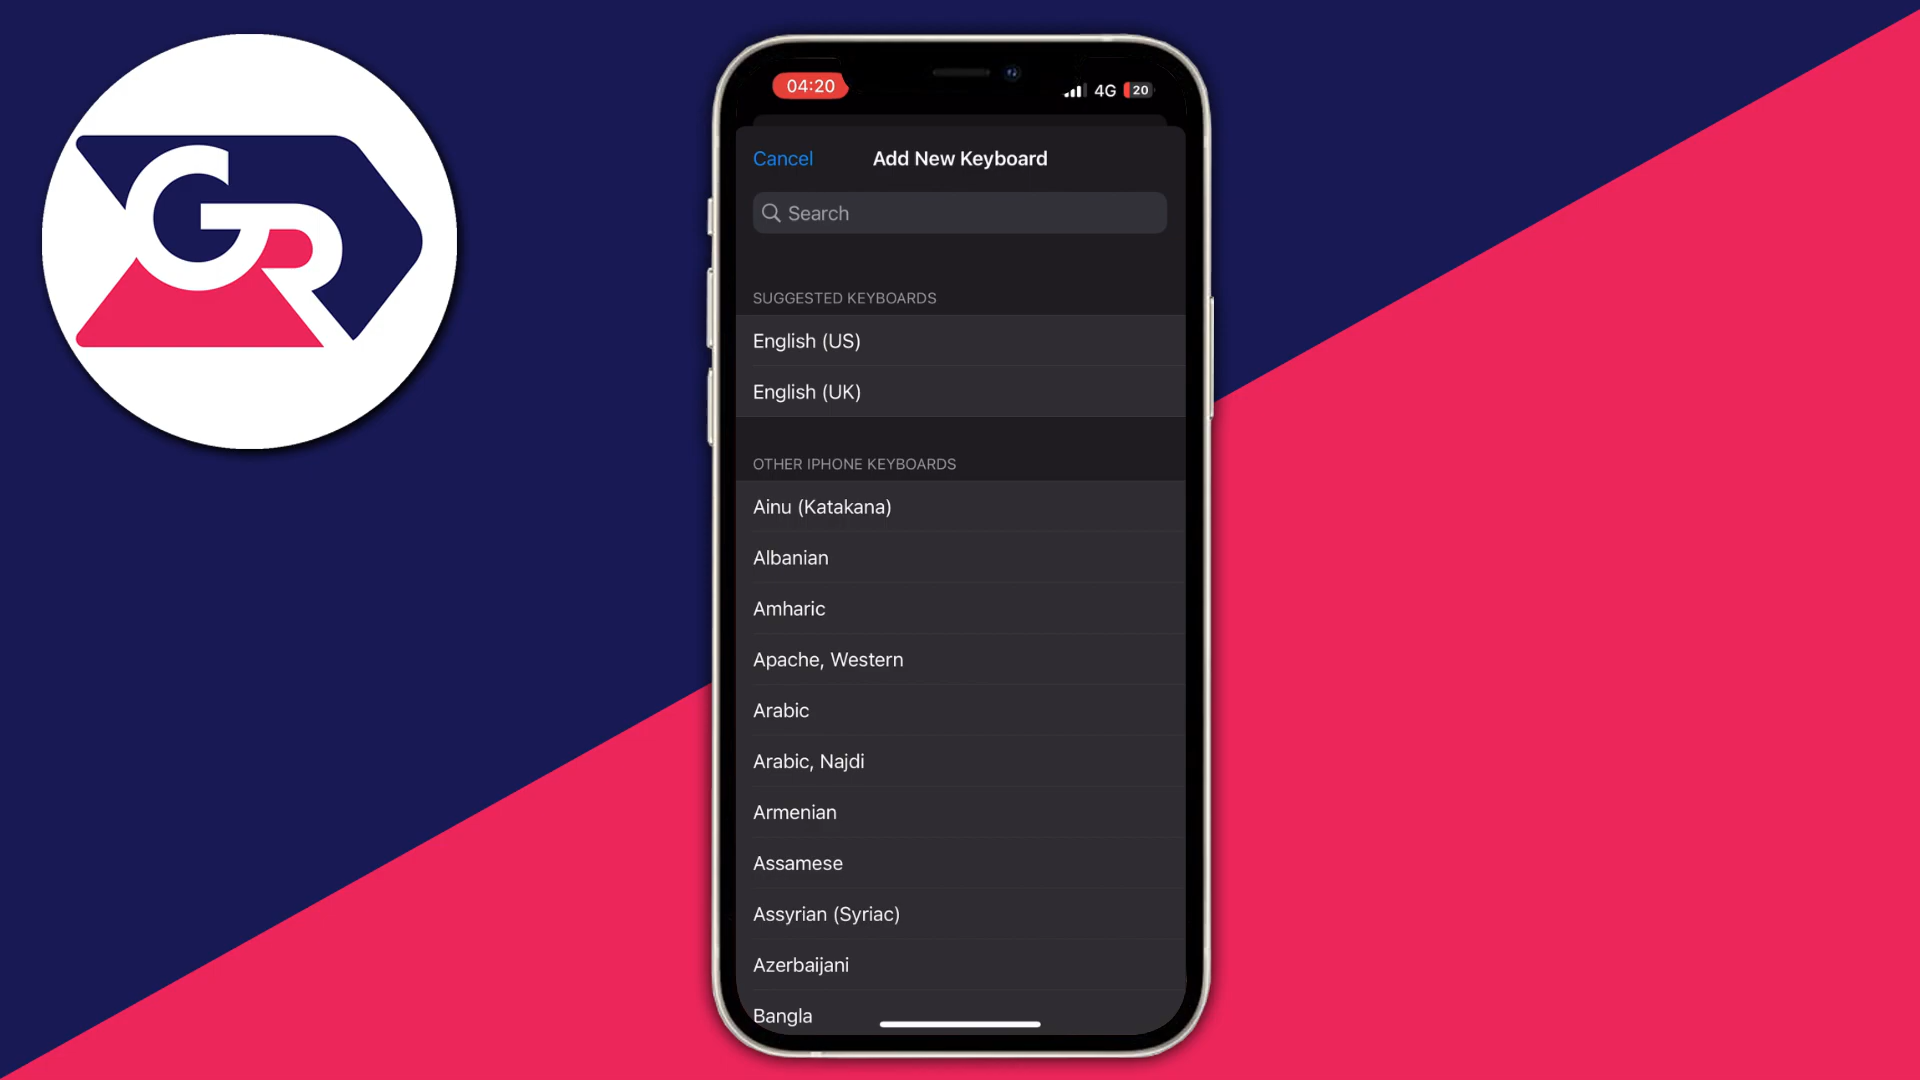 GR
04:20
4G 20
Cancel
Add New Keyboard
Search
SUGGESTED KEYBOARDS
English (US)
English (UK)
OTHER IPHONE KEYBOARDS
Ainu (Katakana)
Albanian
Amharic
Apache, Western
Arabic
Arabic, Najdi
Armenian
Assamese
Assyrian (Syriac)
Azerbaijani
Bangla